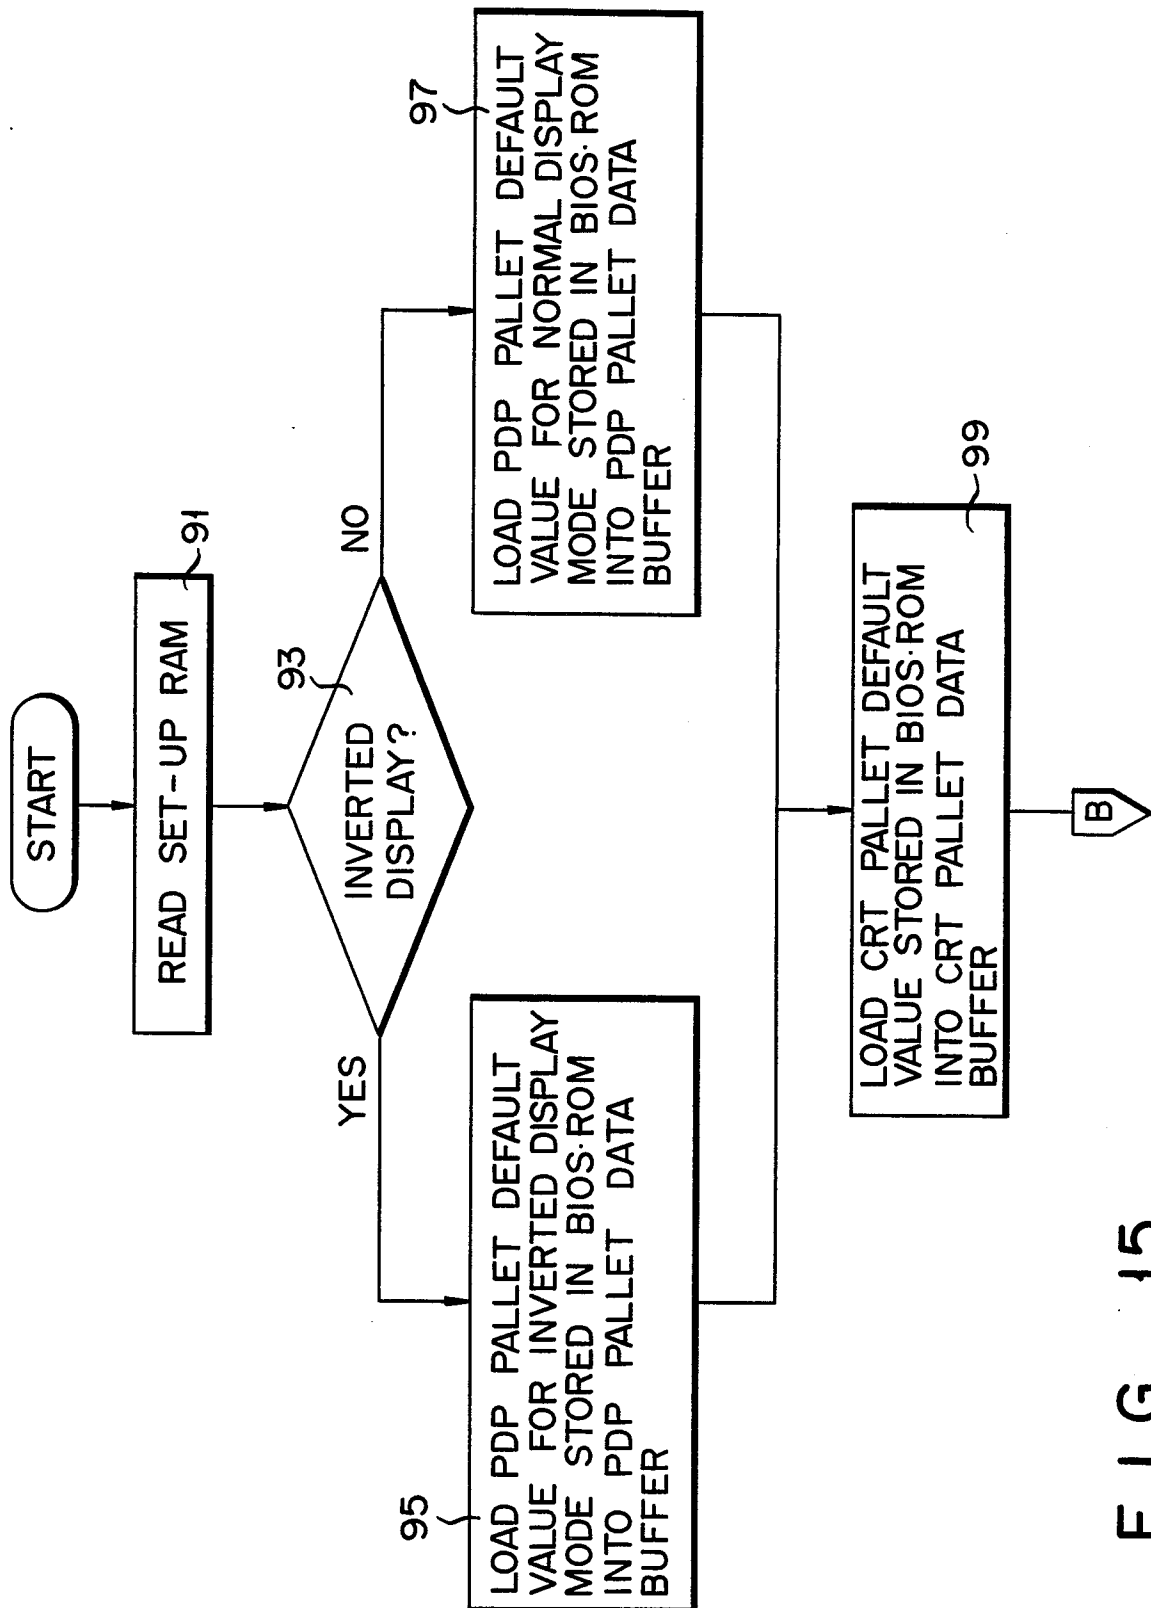 START
READ SET-UP RAM
91
INVERTED
DISPLAY?
93
YES
NO
95
LOAD PDP PALLET DEFAULT
VALUE FOR INVERTED DISPLAY
MODE STORED IN BIOS·ROM
INTO PDP PALLET DATA
BUFFER
97
LOAD PDP PALLET DEFAULT
VALUE FOR NORMAL DISPLAY
MODE STORED IN BIOS·ROM
INTO PDP PALLET DATA
BUFFER
LOAD CRT PALLET DEFAULT
VALUE STORED IN BIOS·ROM
INTO CRT PALLET DATA
BUFFER
99
B
FIG. 15